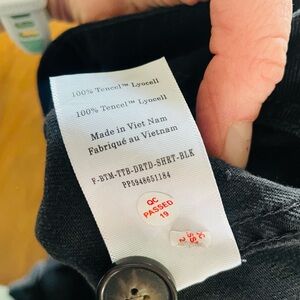 100% Tencel™ Lyocell
100% Tencel™ Lyocell
Made in Viet Nam
Fabriqué au Vietnam
F-BTM-TTB-DRTD-SHRT-BLK
PP5948651184
QC
PASSED
19